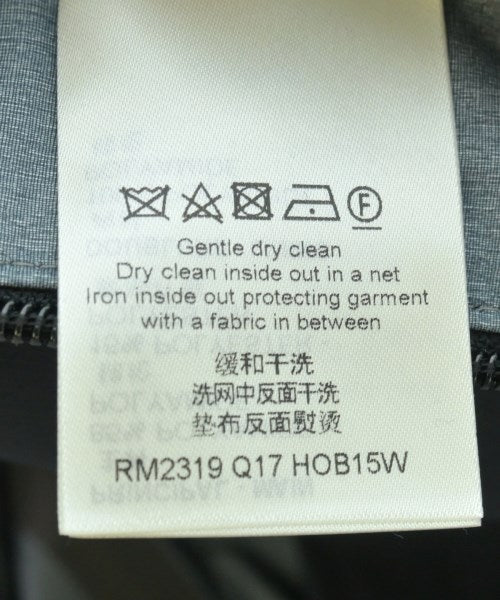 F
Gentle dry clean
Dry clean inside out in a net
Iron inside out protecting garment
with a fabric in between
缓和干洗
洗网中反面干洗
垫布反面熨烫
RM2319 Q17 HOB15W